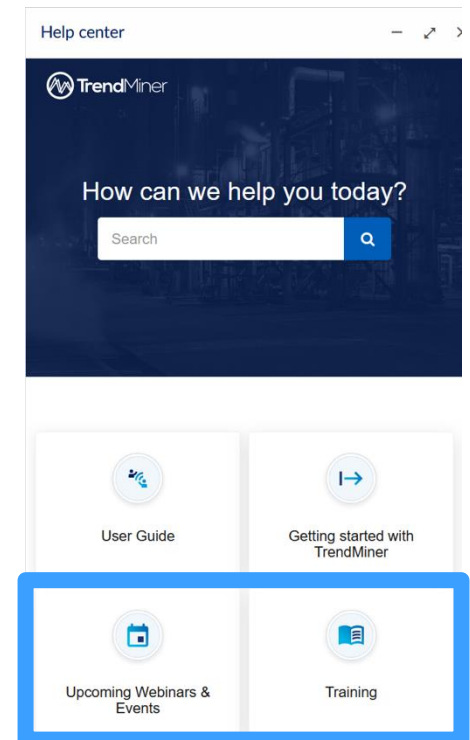 Help center
TrendMiner
How can we help you today?
Search
User Guide
Getting started with
TrendMiner
Upcoming Webinars &
Events
Training